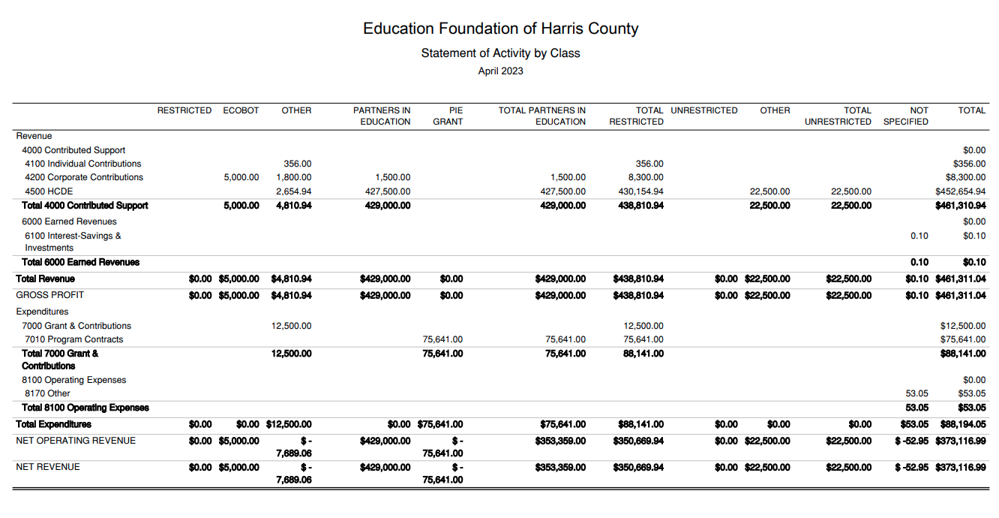 Education Foundation of Harris County
Statement of Activity by Class
April 2023
RESTRICTED ECOBOT OTHER PARTNERS IN EDUCATION PIE GRANT TOTAL PARTNERS IN EDUCATION TOTAL RESTRICTED UNRESTRICTED OTHER TOTAL UNRESTRICTED NOT SPECIFIED TOTAL
Revenue
4000 Contributed Support $0.00
4100 Individual Contributions 356.00 356.00 $356.00
4200 Corporate Contributions 5,000.00 1,800.00 1,500.00 1,500.00 8,300.00 $8,300.00
4500 HCDE 2,654.94 427,500.00 427,500.00 430,154.94 22,500.00 22,500.00 $452,654.94
Total 4000 Contributed Support 5,000.00 4,810.94 429,000.00 429,000.00 438,810.94 22,500.00 22,500.00 $461,310.94
6000 Earned Revenues $0.00
6100 Interest-Savings & 0.10 $0.10
Investments
Total 6000 Earned Revenues 0.10 $0.10
Total Revenue $0.00 $5,000.00 $4,810.94 $429,000.00 $0.00 $429,000.00 $438,810.94 $0.00 $22,500.00 $22,500.00 $0.10 $461,311.04
GROSS PROFIT $0.00 $5,000.00 $4,810.94 $429,000.00 $0.00 $429,000.00 $438,810.94 $0.00 $22,500.00 $22,500.00 $0.10 $461,311.04
Expenditures
7000 Grant & Contributions 12,500.00 12,500.00 $12,500.00
7010 Program Contracts 75,641.00 75,641.00 75,641.00 $75,641.00
Total 7000 Grant & 12,500.00 75,641.00 75,641.00 88,141.00 $88,141.00
Contributions
8100 Operating Expenses $0.00
8170 Other 53.05 $53.05
Total 8100 Operating Expenses 53.05 $53.05
Total Expenditures $0.00 $0.00 $12,500.00 $0.00 $75,641.00 $75,641.00 $88,141.00 $0.00 $0.00 $0.00 $53.05 $88,194.05
NET OPERATING REVENUE $0.00 $5,000.00 $ - $429,000.00 $ - $353,359.00 $350,669.94 $0.00 $22,500.00 $22,500.00 $ -52.95 $373,116.99
7,689.06 75,641.00
NET REVENUE $0.00 $5,000.00 $ - $429,000.00 $ - $353,359.00 $350,669.94 $0.00 $22,500.00 $22,500.00 $ -52.95 $373,116.99
7,689.06 75,641.00